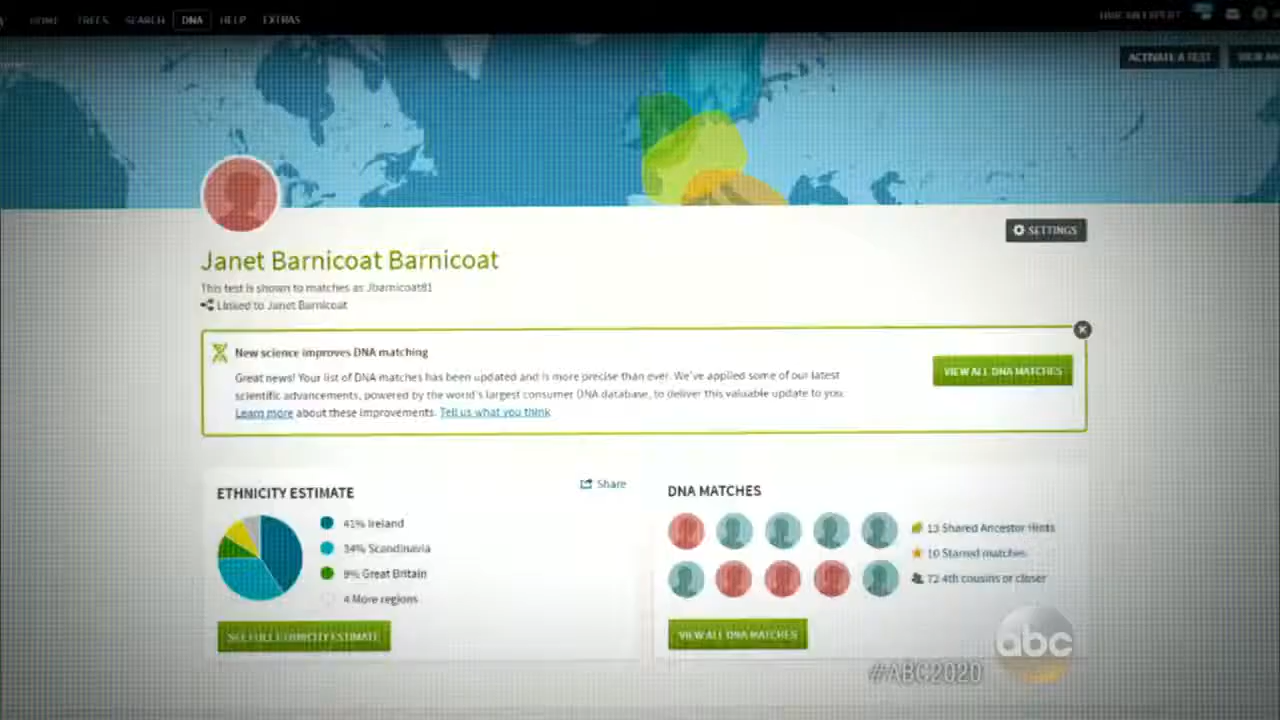 HOME TREES SEARCH DNA HELP EXTRAS
ACTIVATE A TEST
SETTINGS
Janet Barnicoat Barnicoat
This test is shown to matches as Jbarnicoat81
Linked to Janet Barnicoat
New science improves DNA matching
Great news! Your list of DNA matches has been updated and is more precise than ever. We've applied some of our latest
scientific advancements, powered by the world's largest consumer DNA database, to deliver this valuable update to you.
Learn more about these improvements. Tell us what you think
VIEW ALL DNA MATCHES
ETHNICITY ESTIMATE
Share
41% Ireland
34% Scandinavia
9% Great Britain
4 More regions
SEE FULL ETHNICITY ESTIMATE
DNA MATCHES
13 Shared Ancestor Hints
10 Starred matches
72 4th cousins or closer
VIEW ALL DNA MATCHES
abc
#ABC2020